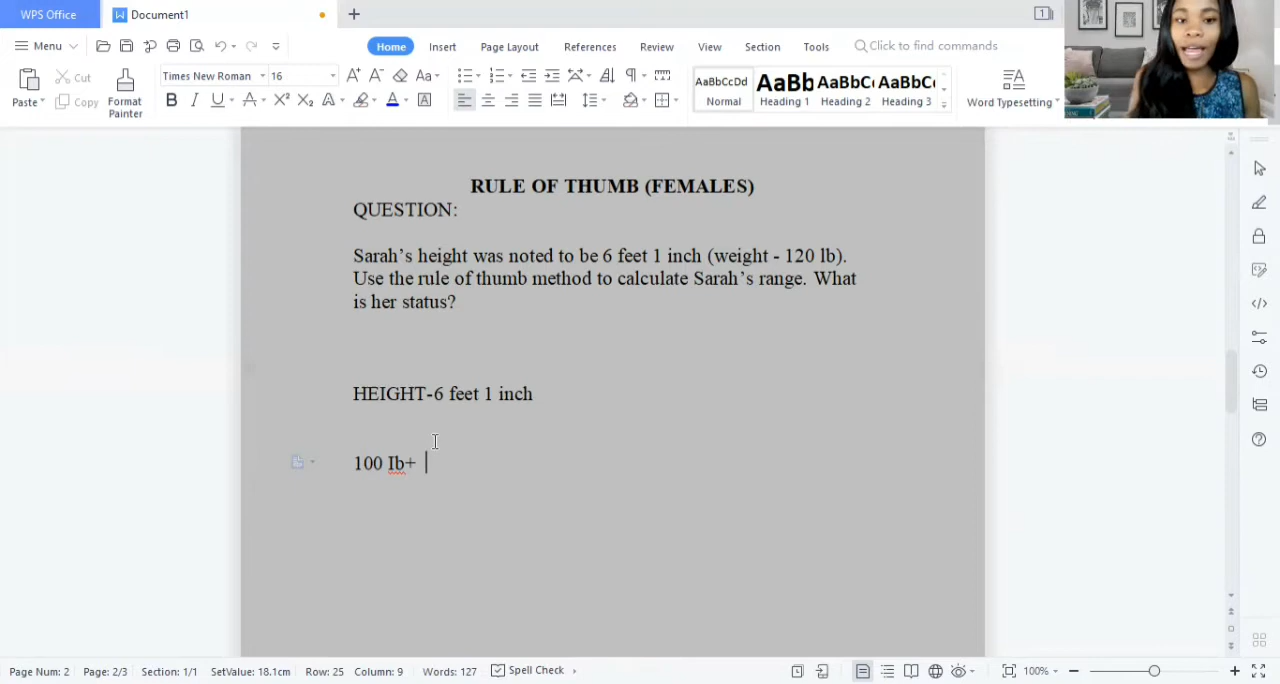 WPS Office
Document1
1
Menu
Home
Insert
Page Layout
References
Review
View
Section
Tools
Click to find commands
Paste
Cut
Copy
Format
Painter
Times New Roman
16
AaBbCcDd
Normal
AaBb
Heading 1
AaBbC
Heading 2
AaBbC
Heading 3
Word Typesetting
RULE OF THUMB (FEMALES)
QUESTION:
Sarah’s height was noted to be 6 feet 1 inch (weight - 120 lb).
Use the rule of thumb method to calculate Sarah’s range. What
is her status?
HEIGHT-6 feet 1 inch
100 Ib+
Page Num: 2
Page: 2/3
Section: 1/1
SetValue: 18.1cm
Row: 25
Column: 9
Words: 127
Spell Check
100%